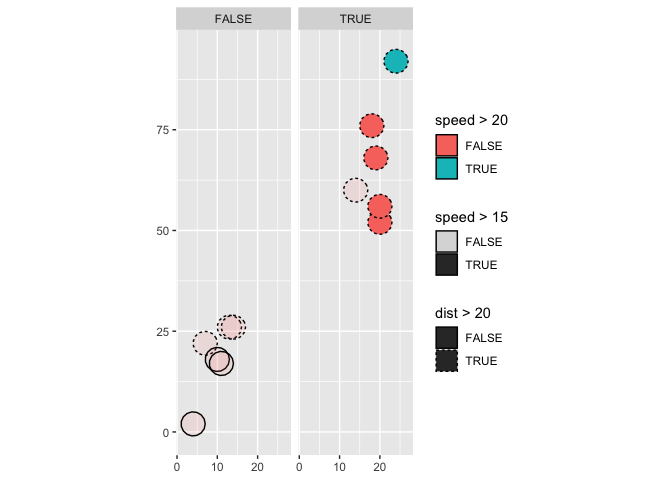 FALSE
TRUE
75
50
25
0
0
10
20
0
10
20
speed > 20
FALSE
TRUE
speed > 15
FALSE
TRUE
dist > 20
FALSE
TRUE